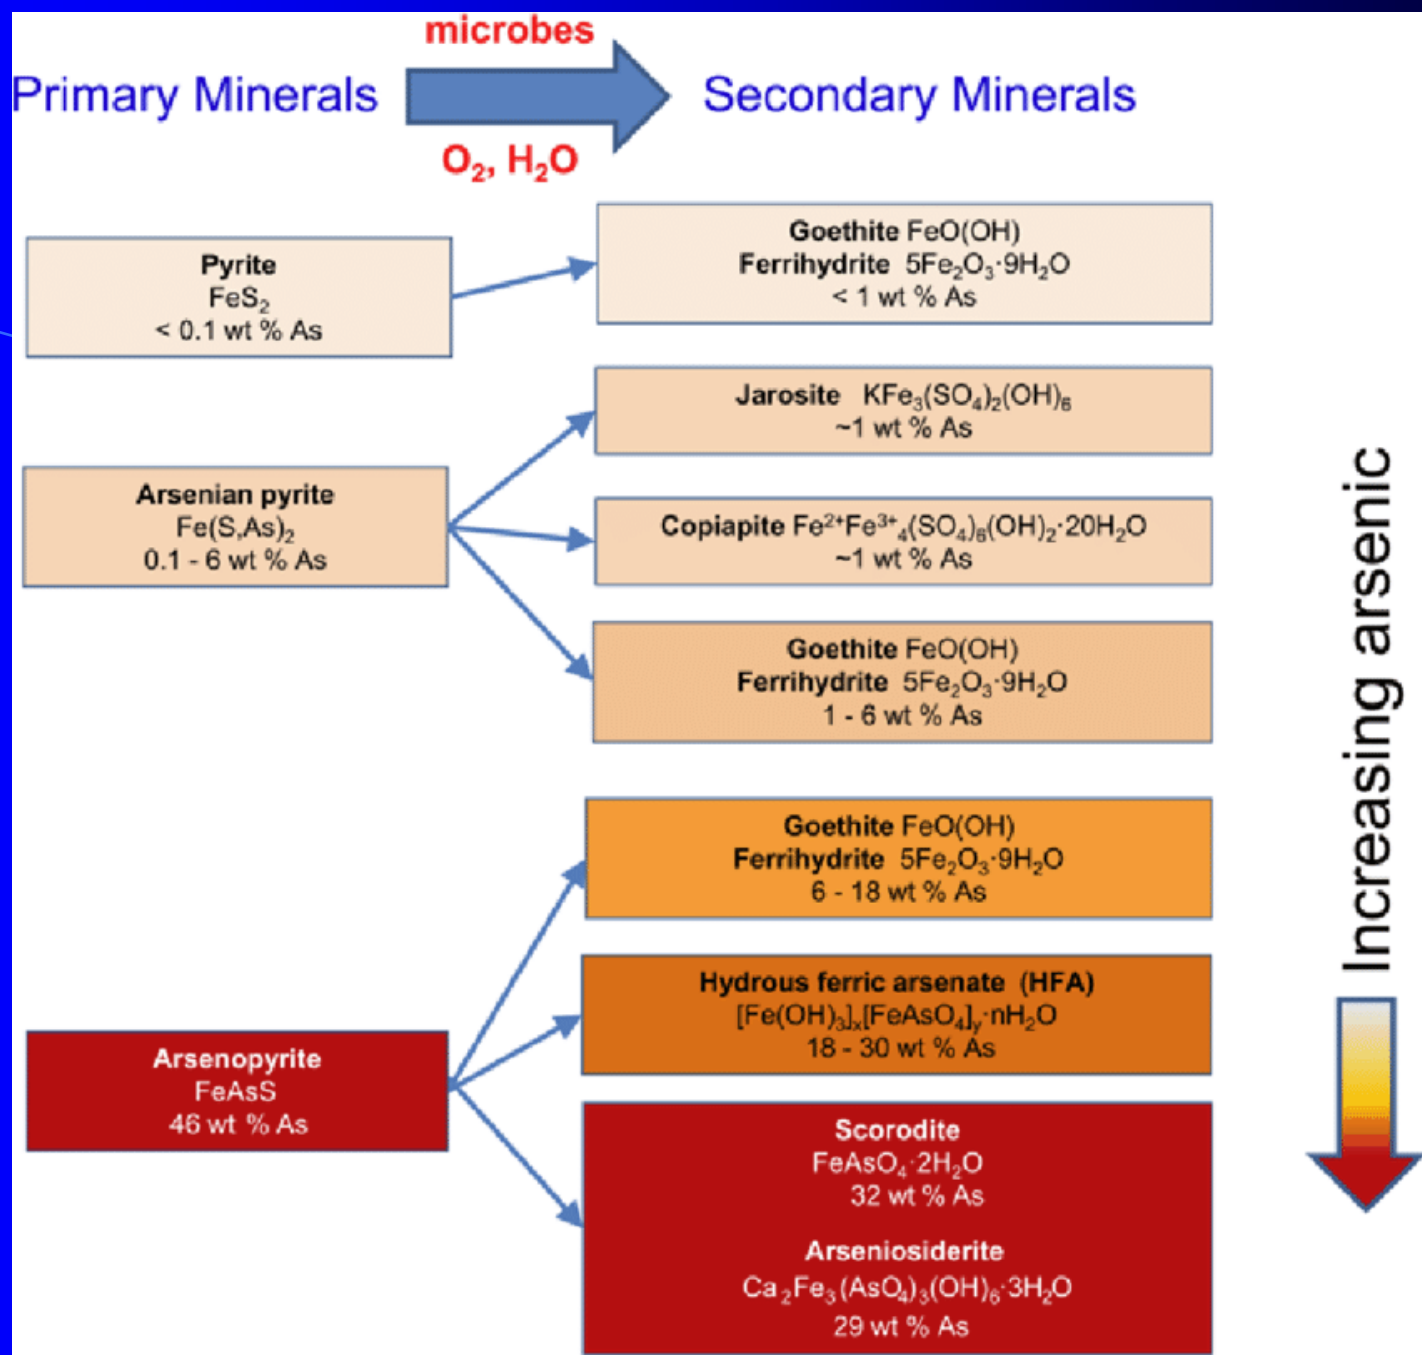 microbes
Primary Minerals
Secondary Minerals
O₂, H₂O
Pyrite
FeS₂
< 0.1 wt % As
Goethite FeO(OH)
Ferrihydrite 5Fe₂O₃·9H₂O
< 1 wt % As
Arsenian pyrite
Fe(S,As)₂
0.1 - 6 wt % As
Jarosite KFe₃(SO₄)₂(OH)₆
~1 wt % As
Copiapite Fe²⁺Fe³⁺₄(SO₄)₆(OH)₂·20H₂O
~1 wt % As
Goethite FeO(OH)
Ferrihydrite 5Fe₂O₃·9H₂O
1 - 6 wt % As
Arsenopyrite
FeAsS
46 wt % As
Goethite FeO(OH)
Ferrihydrite 5Fe₂O₃·9H₂O
6 - 18 wt % As
Hydrous ferric arsenate (HFA)
[Fe(OH)₃]ₓ[FeAsO₄]ᵧ·nH₂O
18 - 30 wt % As
Scorodite
FeAsO₄·2H₂O
32 wt % As
Arseniosiderite
Ca₂Fe₃(AsO₄)₃(OH)₆·3H₂O
29 wt % As
Increasing arsenic